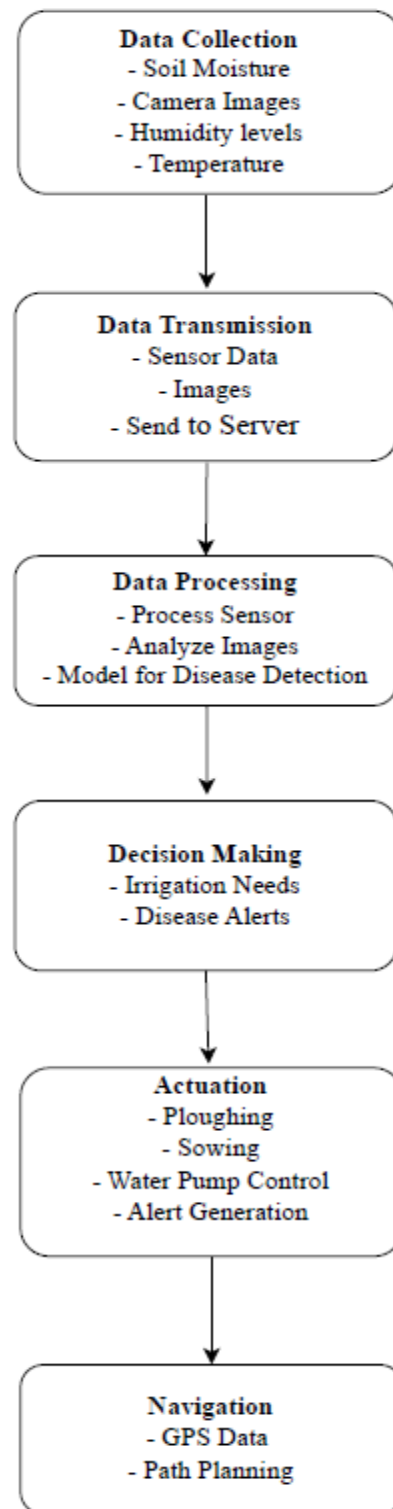 Data Collection
- Soil Moisture
- Camera Images
- Humidity levels
- Temperature
Data Transmission
- Sensor Data
- Images
- Send to Server
Data Processing
- Process Sensor
- Analyze Images
- Model for Disease Detection
Decision Making
- Irrigation Needs
- Disease Alerts
Actuation
- Ploughing
- Sowing
- Water Pump Control
- Alert Generation
Navigation
- GPS Data
- Path Planning